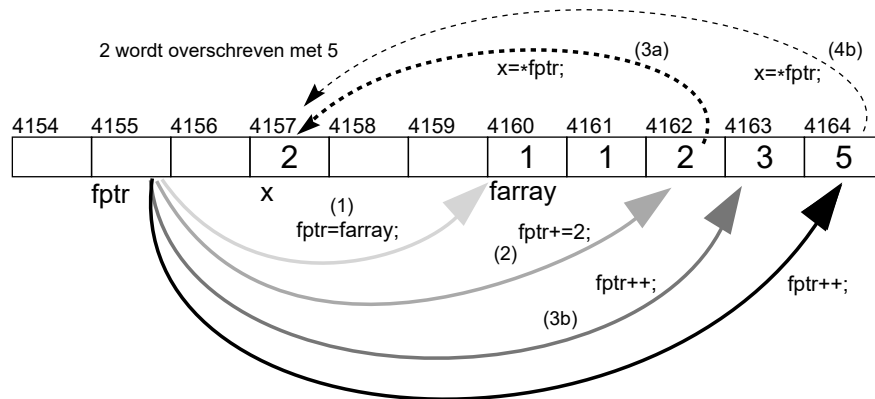 2 wordt overschreven met 5
(3a)
(4b)
x=*fptr;
x=*fptr;
4154 4155 4156 4157 4158 4159 4160 4161 4162 4163 4164
2 1 1 2 3 5
fptr x farray
(1)
fptr=farray;
fptr+=2;
(2)
fptr++;
fptr++;
(3b)